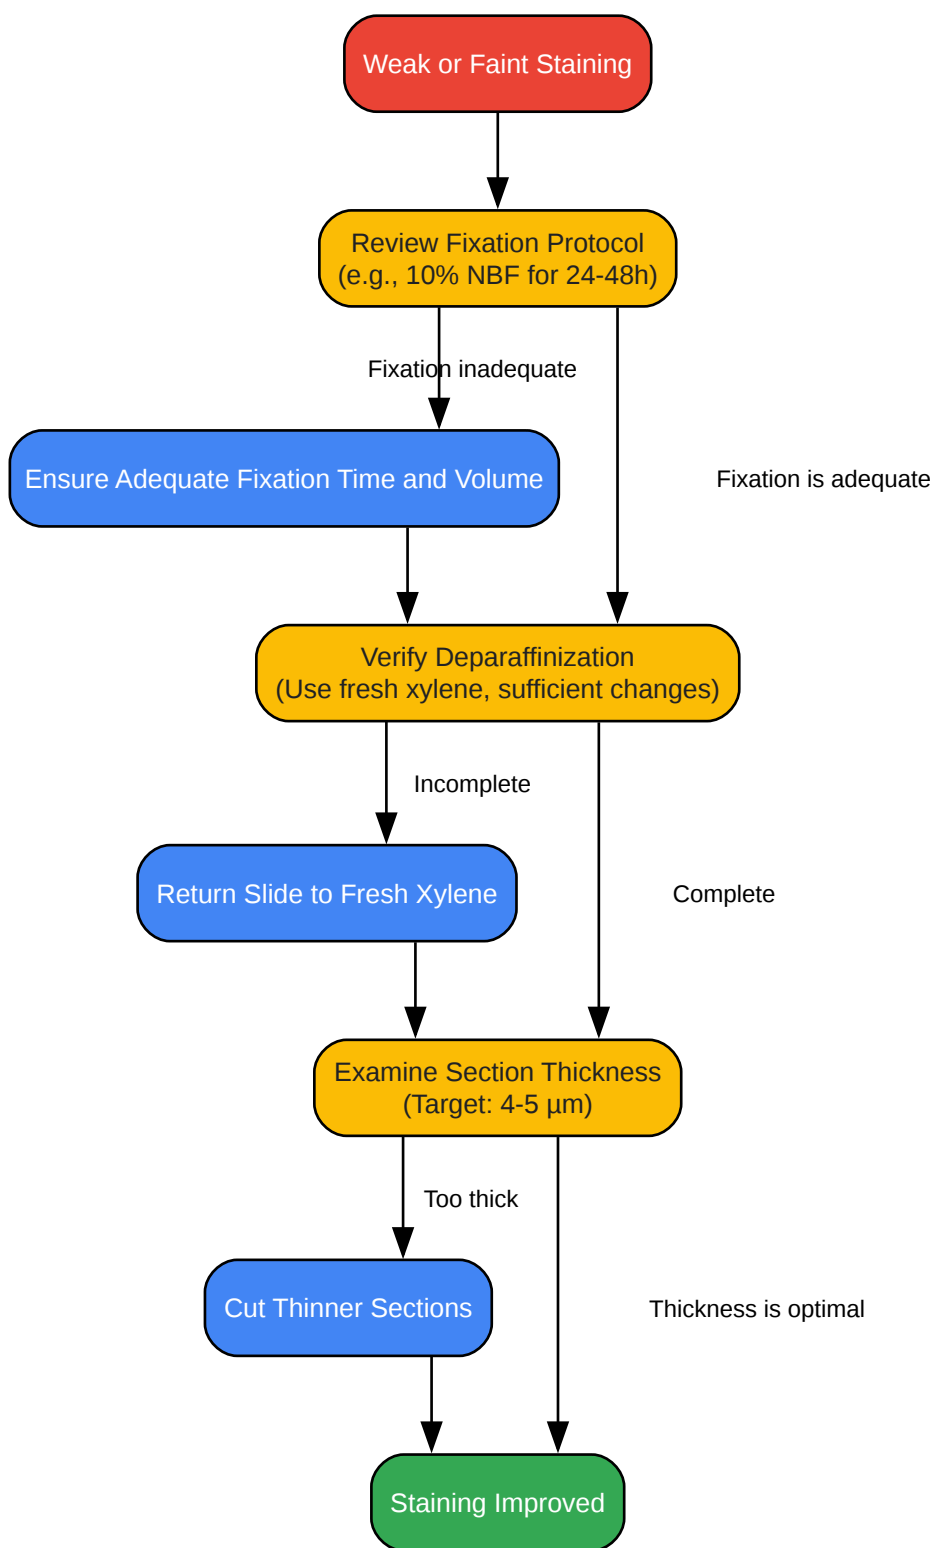 Weak or Faint Staining
Review Fixation Protocol
(e.g., 10% NBF for 24-48h)
Fixation inadequate
Ensure Adequate Fixation Time and Volume
Fixation is adequate
Verify Deparaffinization
(Use fresh xylene, sufficient changes)
Incomplete
Return Slide to Fresh Xylene
Complete
Examine Section Thickness
(Target: 4-5 µm)
Too thick
Cut Thinner Sections
Thickness is optimal
Staining Improved